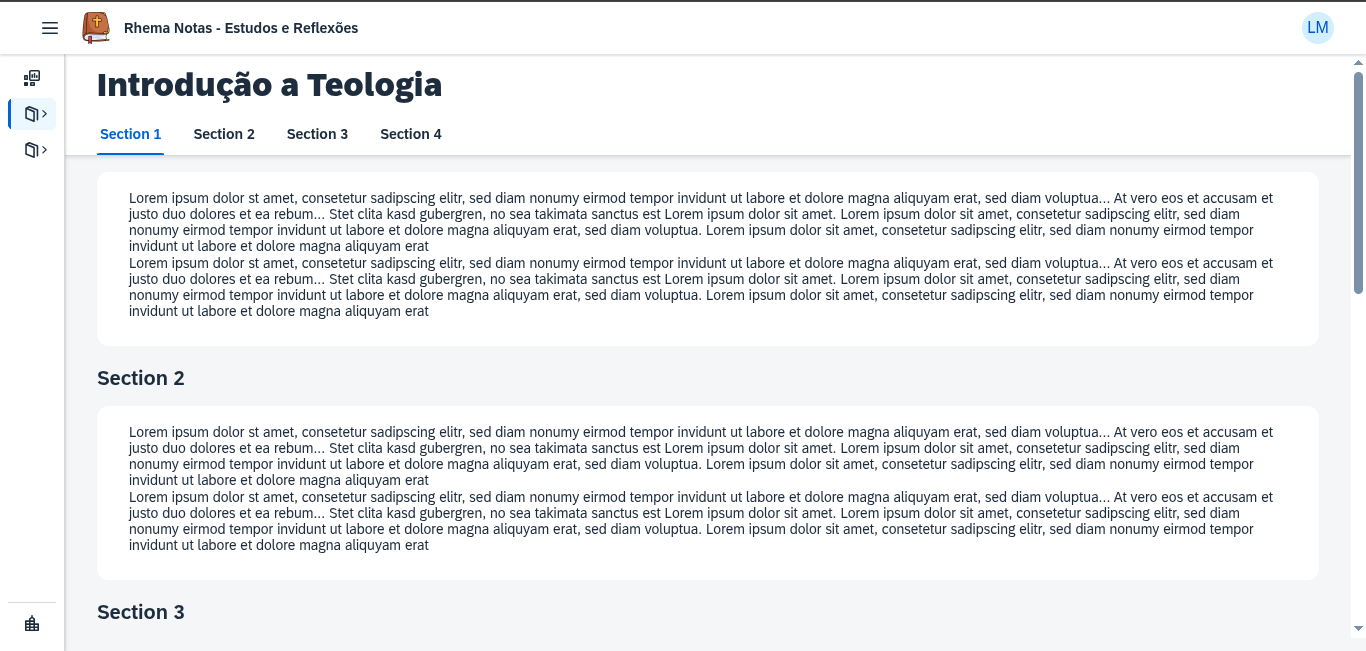 Rhema Notas - Estudos e Reflexões
LM
Introdução a Teologia
Section 1
Section 2
Section 3
Section 4
Lorem ipsum dolor st amet, consetetur sadipscing elitr, sed diam nonumy eirmod tempor invidunt ut labore et dolore magna aliquyam erat, sed diam voluptua... At vero eos et accusam et
justo duo dolores et ea rebum... Stet clita kasd gubergren, no sea takimata sanctus est Lorem ipsum dolor sit amet. Lorem ipsum dolor sit amet, consetetur sadipscing elitr, sed diam
nonumy eirmod tempor invidunt ut labore et dolore magna aliquyam erat, sed diam voluptua. Lorem ipsum dolor sit amet, consetetur sadipscing elitr, sed diam nonumy eirmod tempor
invidunt ut labore et dolore magna aliquyam erat
Lorem ipsum dolor st amet, consetetur sadipscing elitr, sed diam nonumy eirmod tempor invidunt ut labore et dolore magna aliquyam erat, sed diam voluptua... At vero eos et accusam et
justo duo dolores et ea rebum... Stet clita kasd gubergren, no sea takimata sanctus est Lorem ipsum dolor sit amet. Lorem ipsum dolor sit amet, consetetur sadipscing elitr, sed diam
nonumy eirmod tempor invidunt ut labore et dolore magna aliquyam erat, sed diam voluptua. Lorem ipsum dolor sit amet, consetetur sadipscing elitr, sed diam nonumy eirmod tempor
invidunt ut labore et dolore magna aliquyam erat
Section 2
Lorem ipsum dolor st amet, consetetur sadipscing elitr, sed diam nonumy eirmod tempor invidunt ut labore et dolore magna aliquyam erat, sed diam voluptua... At vero eos et accusam et
justo duo dolores et ea rebum... Stet clita kasd gubergren, no sea takimata sanctus est Lorem ipsum dolor sit amet. Lorem ipsum dolor sit amet, consetetur sadipscing elitr, sed diam
nonumy eirmod tempor invidunt ut labore et dolore magna aliquyam erat, sed diam voluptua. Lorem ipsum dolor sit amet, consetetur sadipscing elitr, sed diam nonumy eirmod tempor
invidunt ut labore et dolore magna aliquyam erat
Lorem ipsum dolor st amet, consetetur sadipscing elitr, sed diam nonumy eirmod tempor invidunt ut labore et dolore magna aliquyam erat, sed diam voluptua... At vero eos et accusam et
justo duo dolores et ea rebum... Stet clita kasd gubergren, no sea takimata sanctus est Lorem ipsum dolor sit amet. Lorem ipsum dolor sit amet, consetetur sadipscing elitr, sed diam
nonumy eirmod tempor invidunt ut labore et dolore magna aliquyam erat, sed diam voluptua. Lorem ipsum dolor sit amet, consetetur sadipscing elitr, sed diam nonumy eirmod tempor
invidunt ut labore et dolore magna aliquyam erat
Section 3